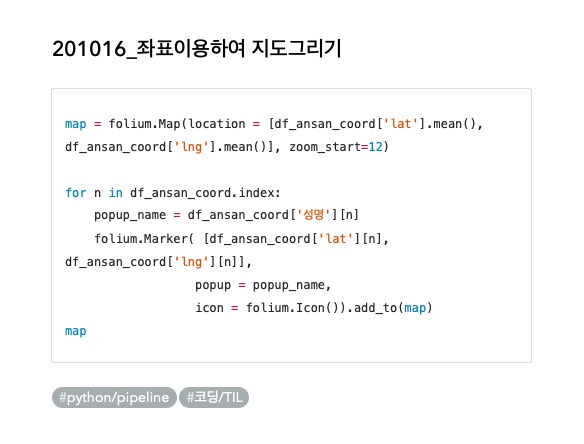 201016_좌표이용하여 지도그리기
map = folium.Map(location = [df_ansan_coord['lat'].mean(),
df_ansan_coord['lng'].mean()], zoom_start=12)
for n in df_ansan_coord.index:
    popup_name = df_ansan_coord['성명'][n]
    folium.Marker( [df_ansan_coord['lat'][n],
df_ansan_coord['lng'][n]],
                  popup = popup_name,
                  icon = folium.Icon()).add_to(map)
map
#python/pipeline #코딩/TIL